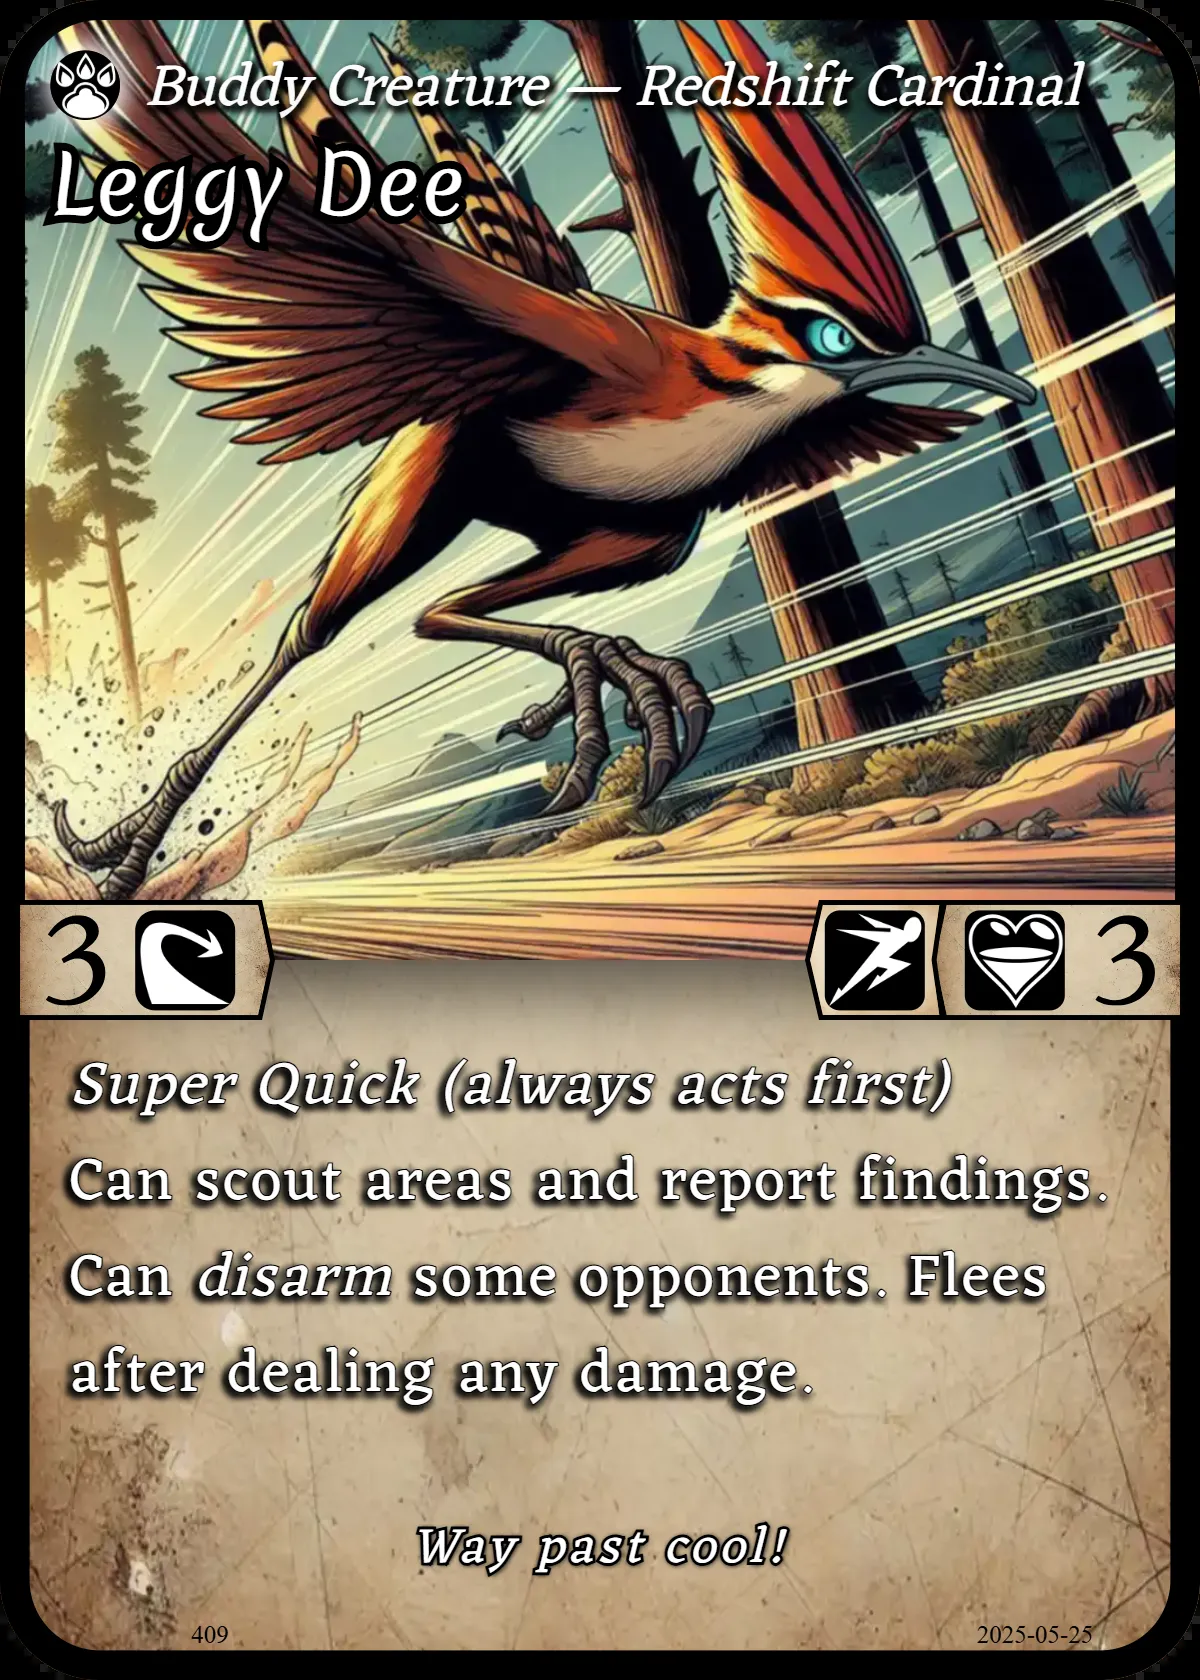 Buddy Creature — Redshift Cardinal
Leggy Dee
3
3
Super Quick (always acts first)
Can scout areas and report findings.
Can disarm some opponents. Flees
after dealing any damage.
Way past cool!
409
2025-05-25